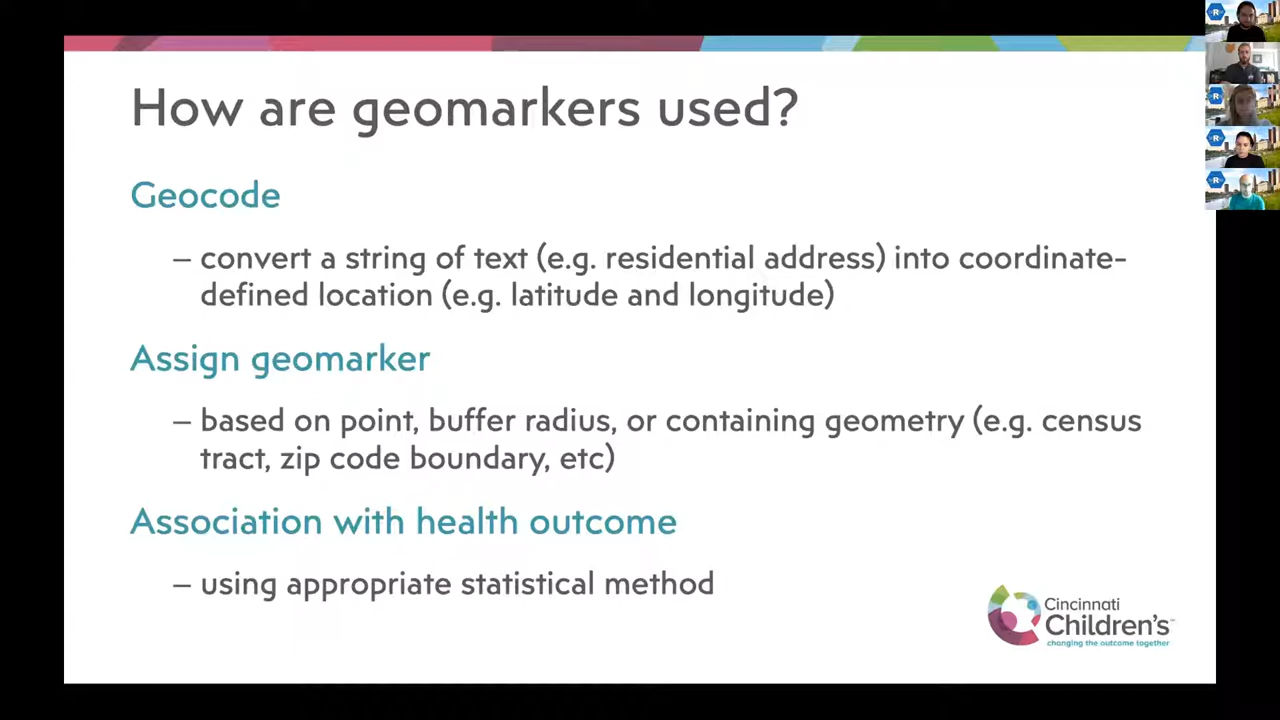 How are geomarkers used?
Geocode
– convert a string of text (e.g. residential address) into coordinate-
defined location (e.g. latitude and longitude)
Assign geomarker
– based on point, buffer radius, or containing geometry (e.g. census
tract, zip code boundary, etc)
Association with health outcome
– using appropriate statistical method
Cincinnati
Children's
changing the outcome together
R
R
R
R